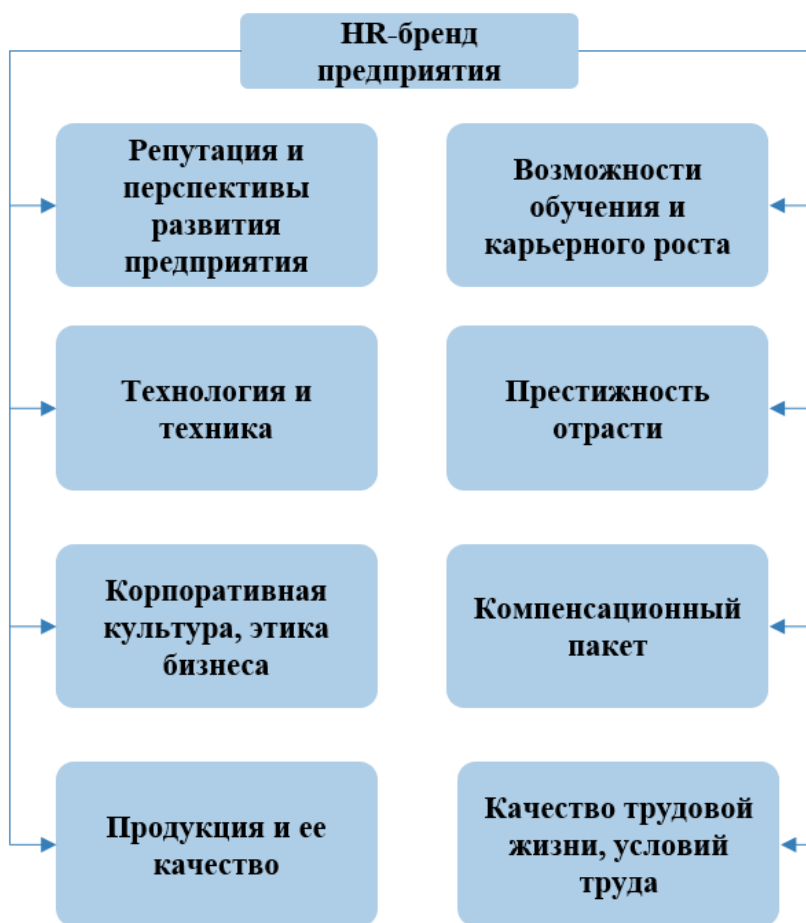 HR-бренд
предприятия
Репутация и
перспективы
развития
предприятия
Возможности
обучения и
карьерного роста
Технология и
техника
Престижность
отрасти
Корпоративная
культура, этика
бизнеса
Компенсационный
пакет
Продукция и ее
качество
Качество трудовой
жизни, условий
труда